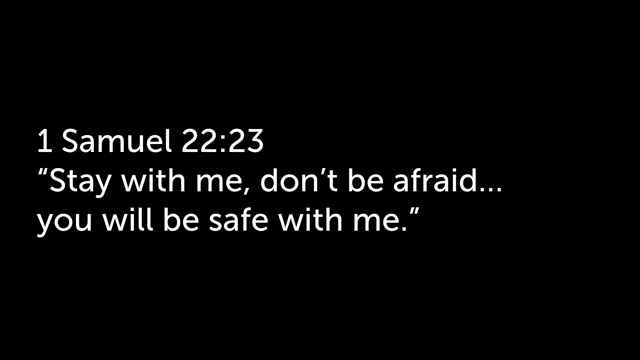 1 Samuel 22:23
“Stay with me, don’t be afraid...
you will be safe with me.”